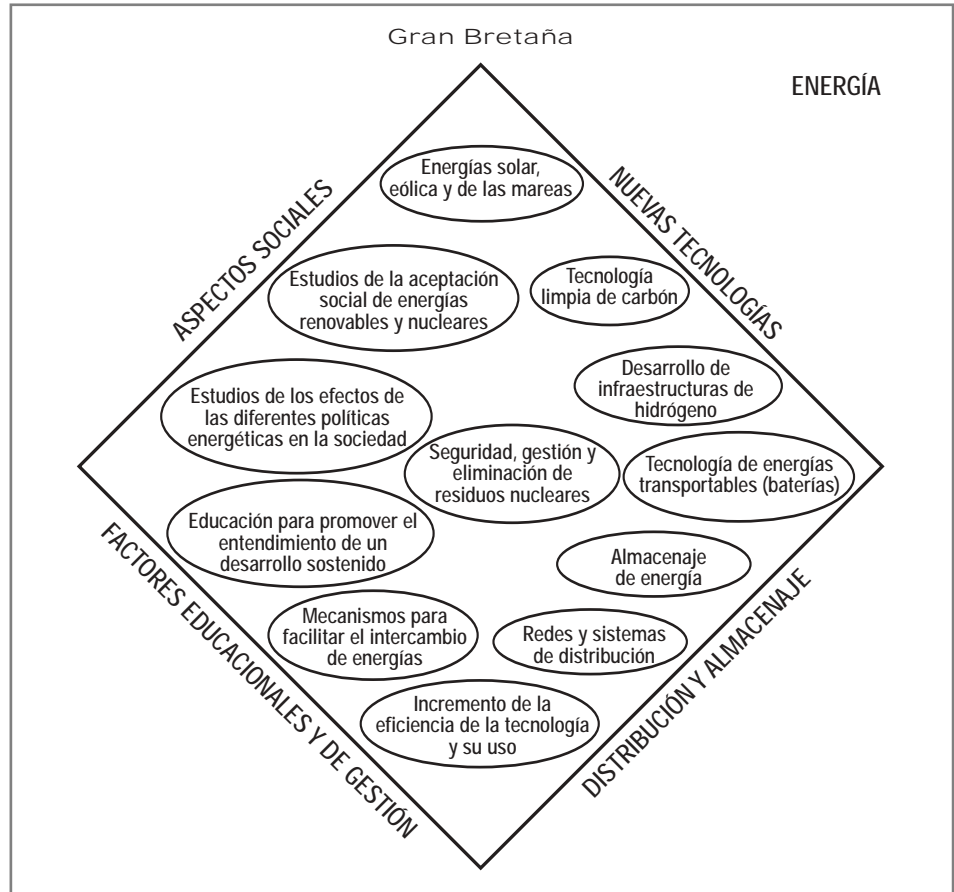 Gran Bretaña
ENERGÍA
ASPECTOS SOCIALES
NUEVAS TECNOLOGÍAS
Energías solar,
eólica y de las mareas
Estudios de la aceptación
social de energías
renovables y nucleares
Tecnología
limpia de carbón
Desarrollo de
infraestructuras de
hidrógeno
Estudios de los efectos de
las diferentes políticas
energéticas en la sociedad
Seguridad, gestión y
eliminación de
residuos nucleares
Tecnología de energías
transportables (baterías)
Educación para promover el
entendimiento de un
desarrollo sostenido
Almacenaje
de energía
Mecanismos para
facilitar el intercambio
de energías
Redes y sistemas
de distribución
Incremento de la
eficiencia de la tecnología
y su uso
FACTORES EDUCACIONALES Y DE GESTIÓN
DISTRIBUCIÓN Y ALMACENAJE